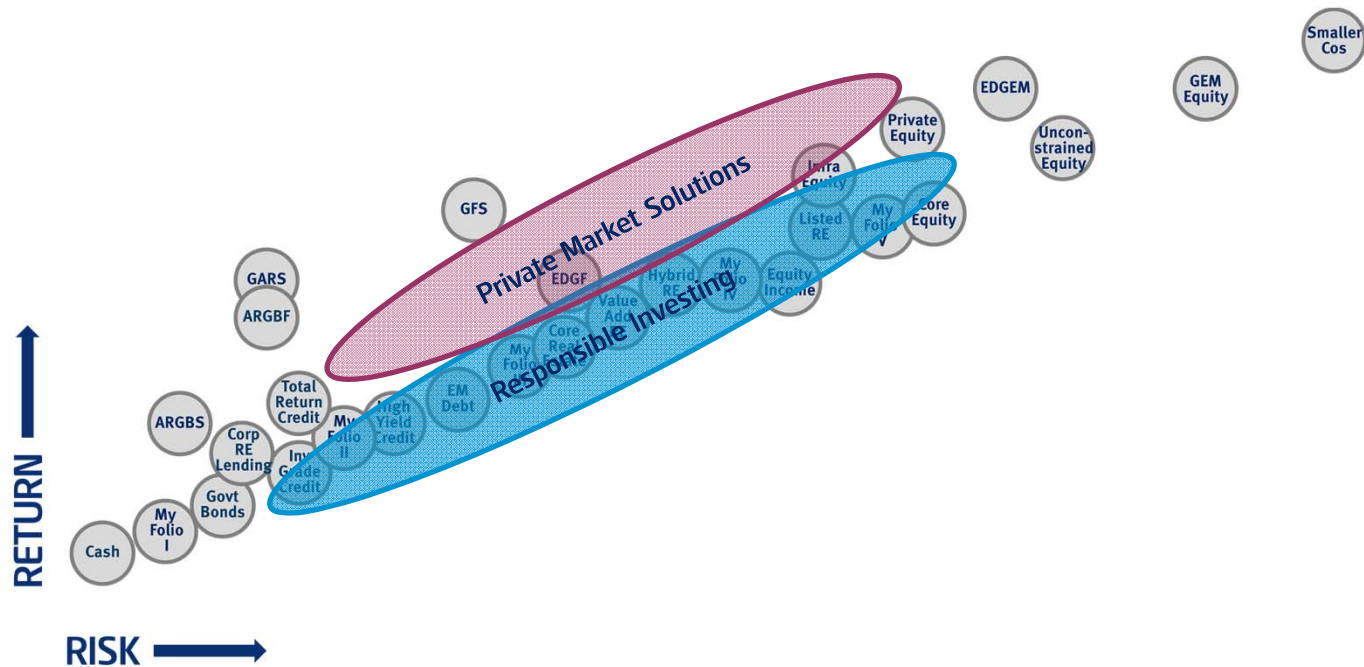 Smaller
Cos
EDGEM
GEM
Equity
Private
Equity
Uncon-
strained
Equity
Private Market Solutions
Infra
Equity
GFS
Listed
RE
My
Folio
V
Core
Equity
GARS
EDGF
Hybrid
RE
My
Folio
IV
Equity
Income
ARGBF
Value
Add
Core
Real
Estate
My
Folio
Responsible Investing
Total
Return
Credit
EM
Debt
High
Yield
Credit
ARGBS
My
Folio
II
Corp
RE
Lending
Inv
Grade
Credit
Govt
Bonds
My
Folio
I
Cash
RETURN
RISK